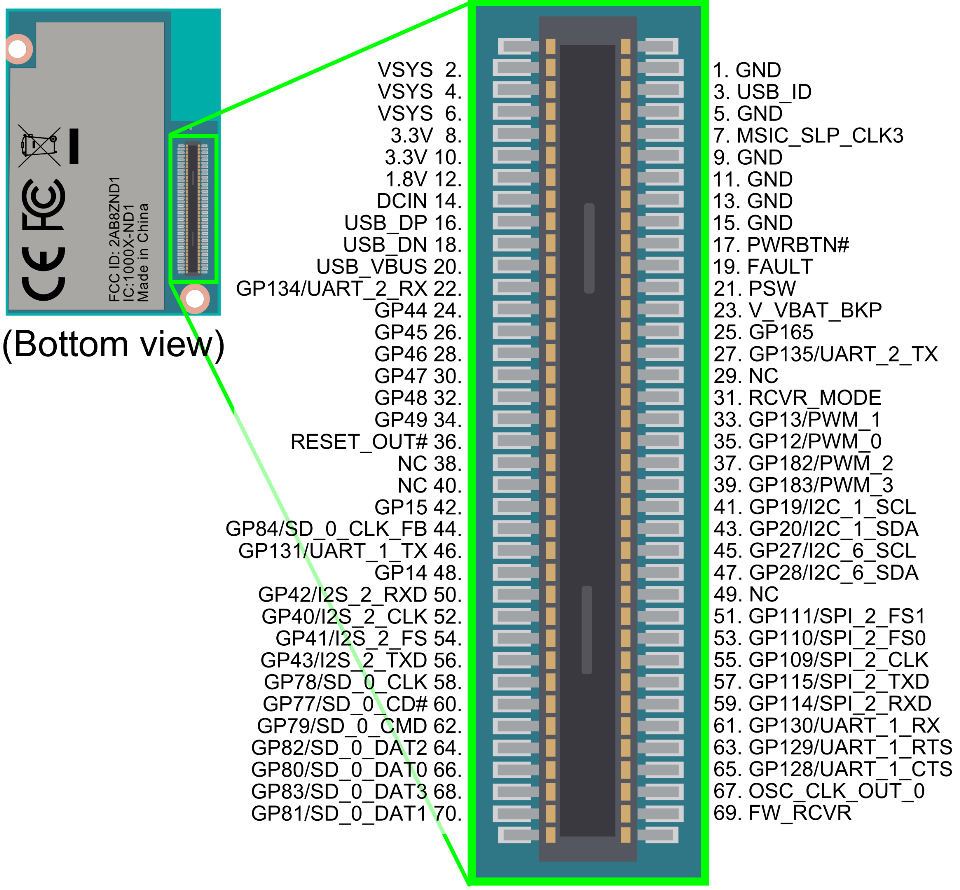 VSYS 2.
VSYS 4.
VSYS 6.
3.3V 8.
3.3V 10.
1.8V 12.
DCIN 14.
USB_DP 16.
USB_DN 18.
USB_VBUS 20.
GP134/UART_2_RX 22.
GP44 24.
GP45 26.
GP46 28.
GP47 30.
GP48 32.
GP49 34.
RESET_OUT# 36.
NC 38.
NC 40.
GP15 42.
GP84/SD_0_CLK_FB 44.
GP131/UART_1_TX 46.
GP14 48.
GP42/I2S_2_RXD 50.
GP40/I2S_2_CLK 52.
GP41/I2S_2_FS 54.
GP43/I2S_2_TXD 56.
GP78/SD_0_CLK 58.
GP77/SD_0_CD# 60.
GP79/SD_0_CMD 62.
GP82/SD_0_DAT2 64.
GP80/SD_0_DAT0 66.
GP83/SD_0_DAT3 68.
GP81/SD_0_DAT1 70.
1. GND
3. USB_ID
5. GND
7. MSIC_SLP_CLK3
9. GND
11. GND
13. GND
15. GND
17. PWRBTN#
19. FAULT
21. PSW
23. V_VBAT_BKP
25. GP165
27. GP135/UART_2_TX
29. NC
31. RCVR_MODE
33. GP13/PWM_1
35. GP12/PWM_0
37. GP182/PWM_2
39. GP183/PWM_3
41. GP19/I2C_1_SCL
43. GP20/I2C_1_SDA
45. GP27/I2C_6_SCL
47. GP28/I2C_6_SDA
49. NC
51. GP111/SPI_2_FS1
53. GP110/SPI_2_FS0
55. GP109/SPI_2_CLK
57. GP115/SPI_2_TXD
59. GP114/SPI_2_RXD
61. GP130/UART_1_RX
63. GP129/UART_1_RTS
65. GP128/UART_1_CTS
67. OSC_CLK_OUT_0
69. FW_RCVR
CE FC
FCC ID: 2AB8ZND1
IC:1000X-ND1
Made in China
(Bottom view)